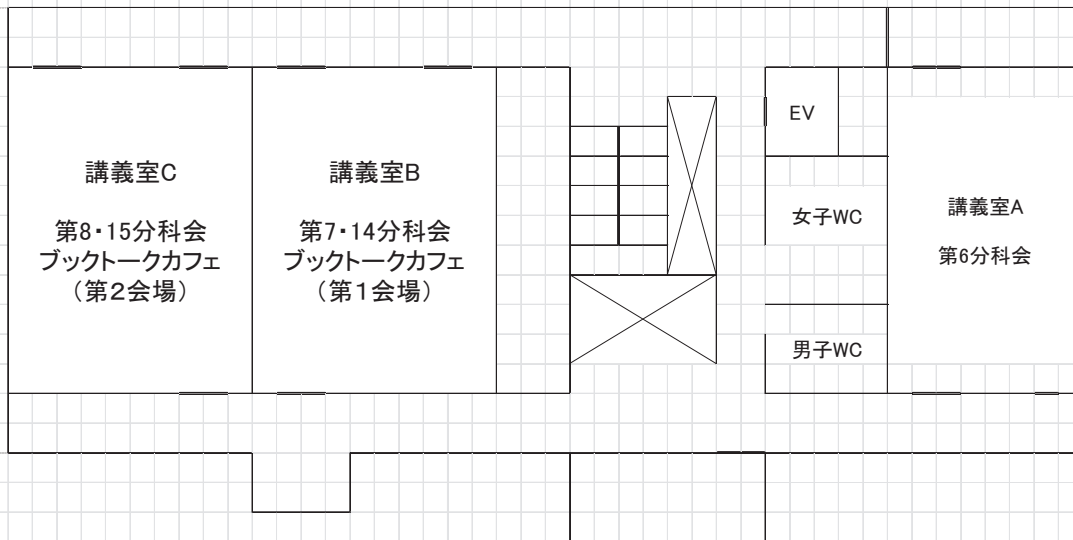 講義室C
第8・15分科会
ブックトークカフェ
（第２会場）
講義室B
第7・14分科会
ブックトークカフェ
（第１会場）
EV
女子WC
男子WC
講義室A
第6分科会